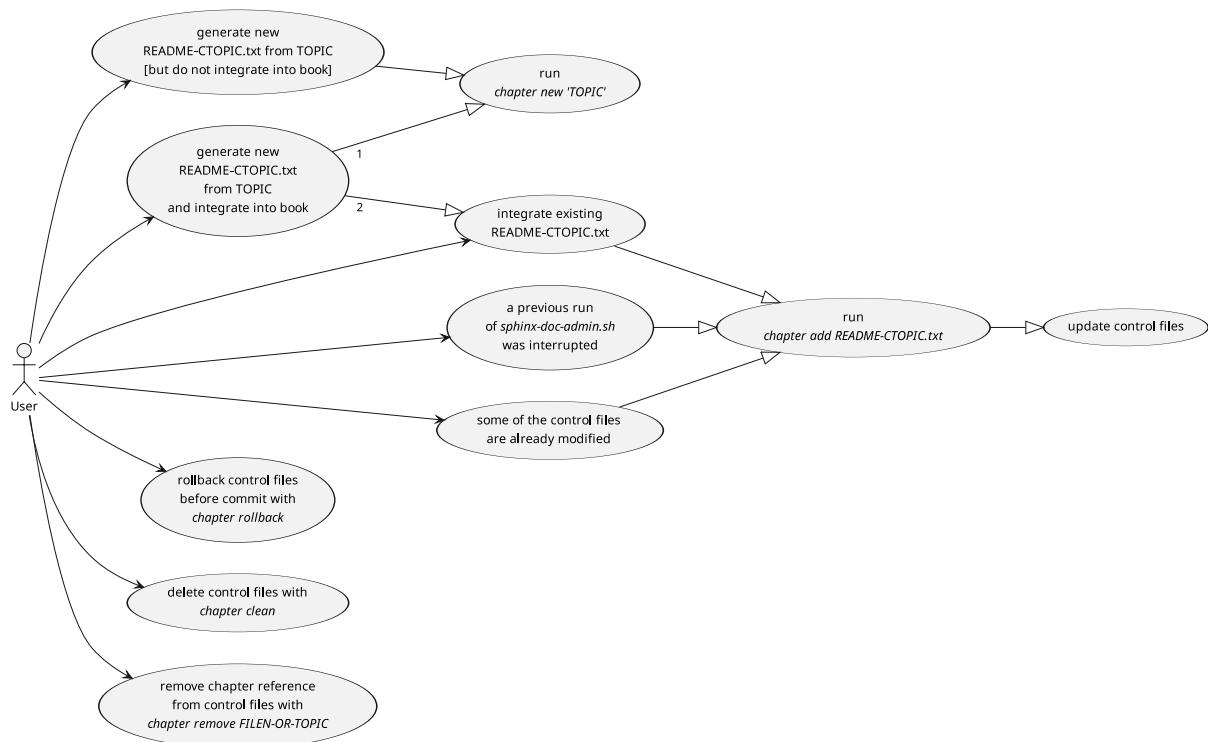 generate new
README-CTOPIC.txt from TOPIC
[but do not integrate into book]
run
chapter new 'TOPIC'
generate new
README-CTOPIC.txt
from TOPIC
and integrate into book
1
2
integrate existing
README-CTOPIC.txt
a previous run
of sphinx-doc-admin.sh
was interrupted
run
chapter add README-CTOPIC.txt
update control files
User
some of the control files
are already modified
rollback control files
before commit with
chapter rollback
delete control files with
chapter clean
remove chapter reference
from control files with
chapter remove FILEN-OR-TOPIC